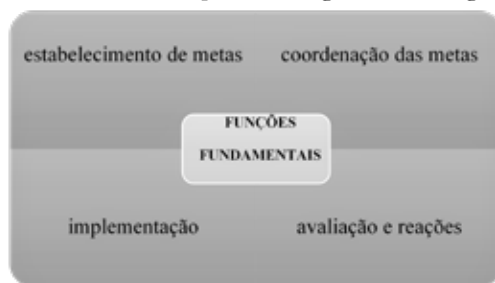 estabelecimento de metas
coordenação das metas
FUNÇÕES
FUNDAMENTAIS
implementação
avaliação e reações